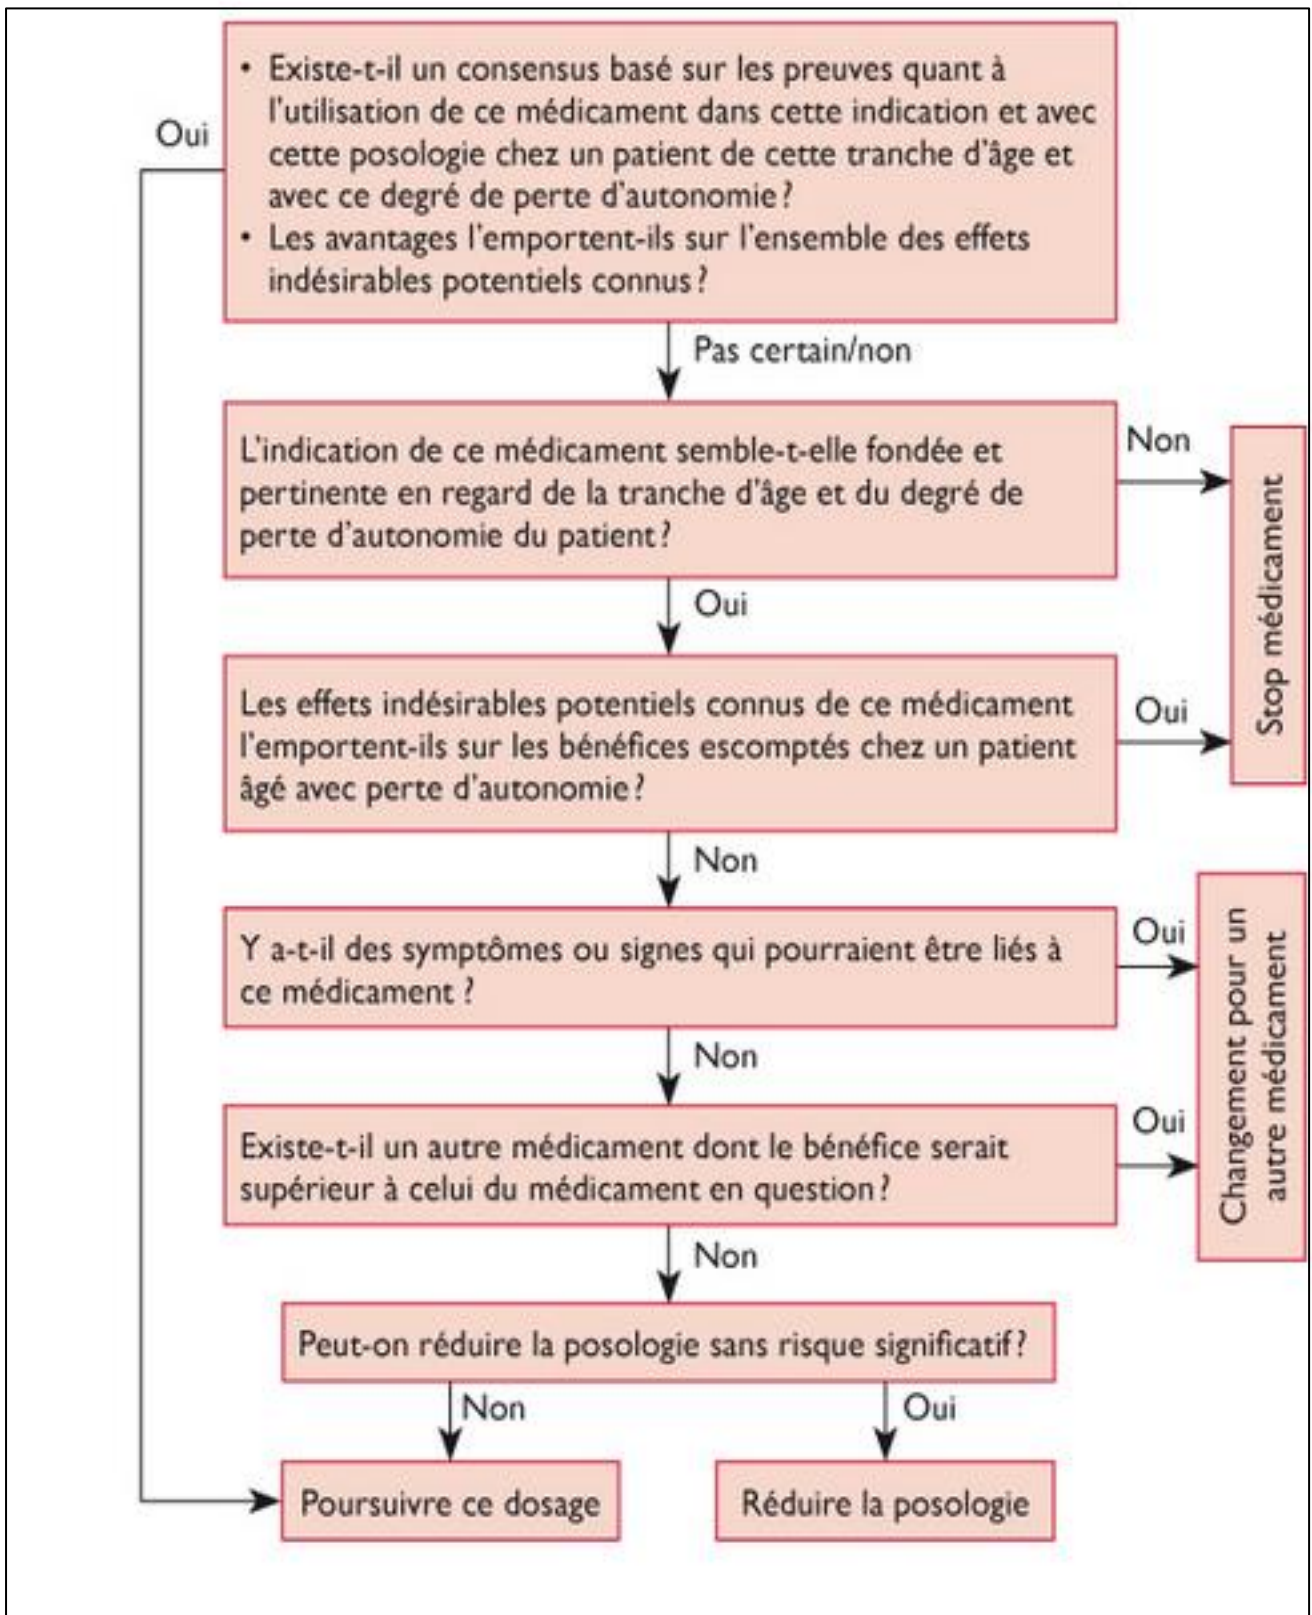 • Existe-t-il un consensus basé sur les preuves quant à
l'utilisation de ce médicament dans cette indication et avec
cette posologie chez un patient de cette tranche d'âge et
avec ce degré de perte d'autonomie ?
• Les avantages l'emportent-ils sur l'ensemble des effets
indésirables potentiels connus ?
Oui
Pas certain/non
L'indication de ce médicament semble-t-elle fondée et
pertinente en regard de la tranche d'âge et du degré de
perte d'autonomie du patient ?
Non
Stop médicament
Oui
Les effets indésirables potentiels connus de ce médicament
l'emportent-ils sur les bénéfices escomptés chez un patient
âgé avec perte d'autonomie ?
Oui
Non
Y a-t-il des symptômes ou signes qui pourraient être liés à
ce médicament ?
Oui
Changement pour un
autre médicament
Non
Existe-t-il un autre médicament dont le bénéfice serait
supérieur à celui du médicament en question ?
Oui
Non
Peut-on réduire la posologie sans risque significatif ?
Non
Oui
Poursuivre ce dosage
Réduire la posologie